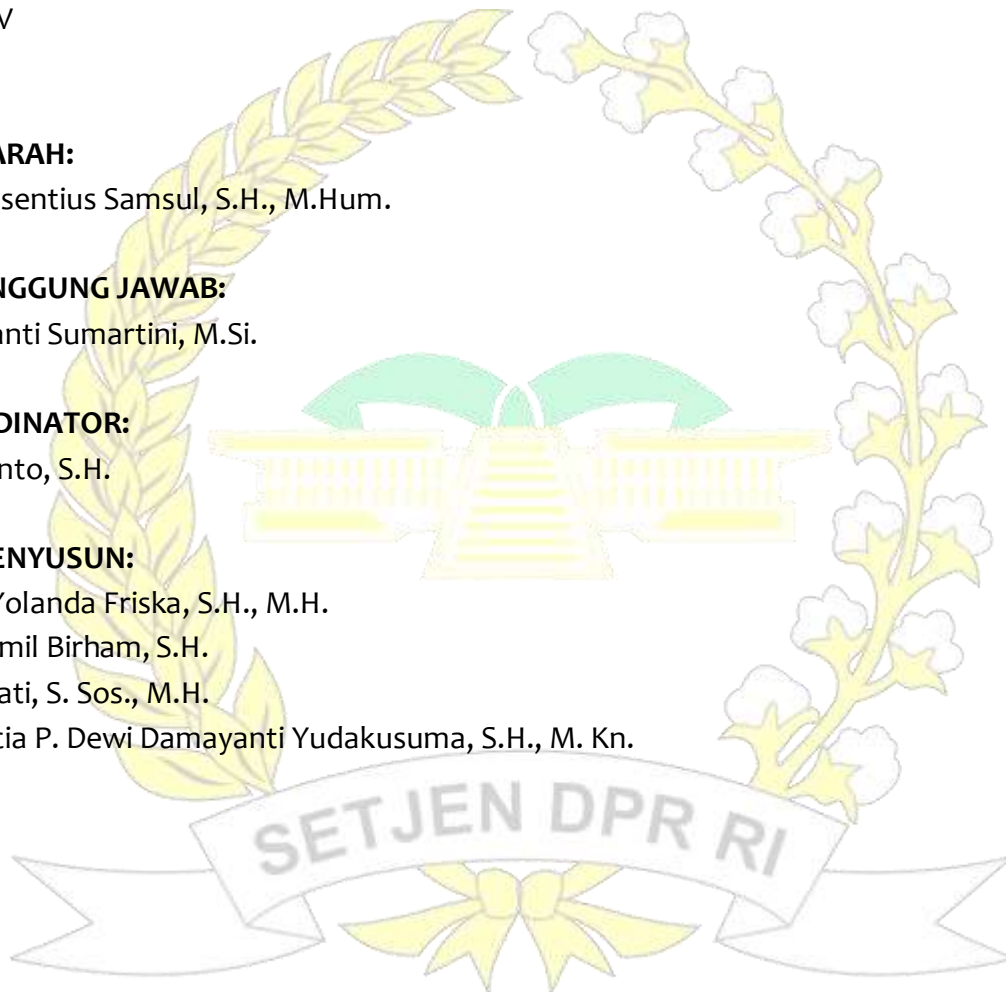 V
ARAH:
sentius Samsul, S.H., M.Hum.
NGGUNG JAWAB:
anti Sumartini, M.Si.
DINATOR:
nto, S.H.
ENYUSUN:
Yolanda Friska, S.H., M.H.
mil Birham, S.H.
ati, S. Sos., M.H.
cia P. Dewi Damayanti Yudakusuma, S.H., M. Kn.
SETJEN DPR RI